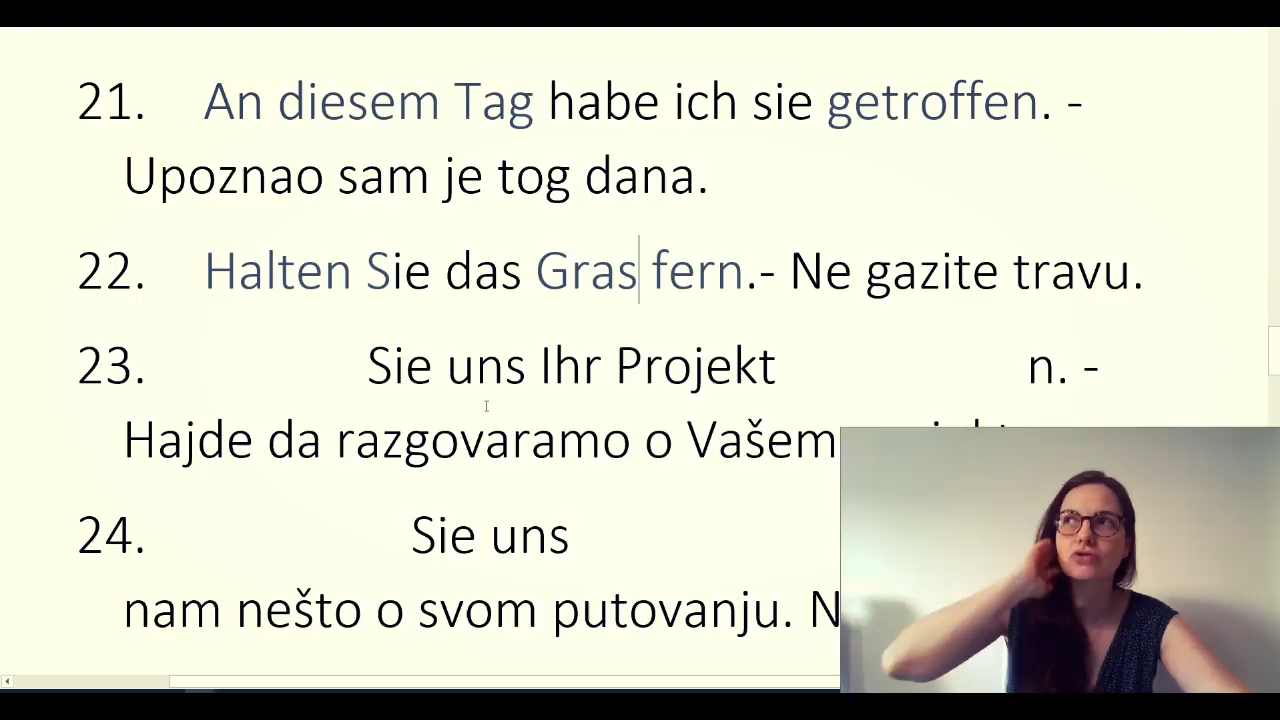 21. An diesem Tag habe ich sie getroffen. -
Upoznao sam je tog dana.
22. Halten Sie das Gras fern.- Ne gazite travu.
23. Sie uns Ihr Projekt n. -
Hajde da razgovaramo o Vašem
24. Sie uns
nam nešto o svom putovanju. N